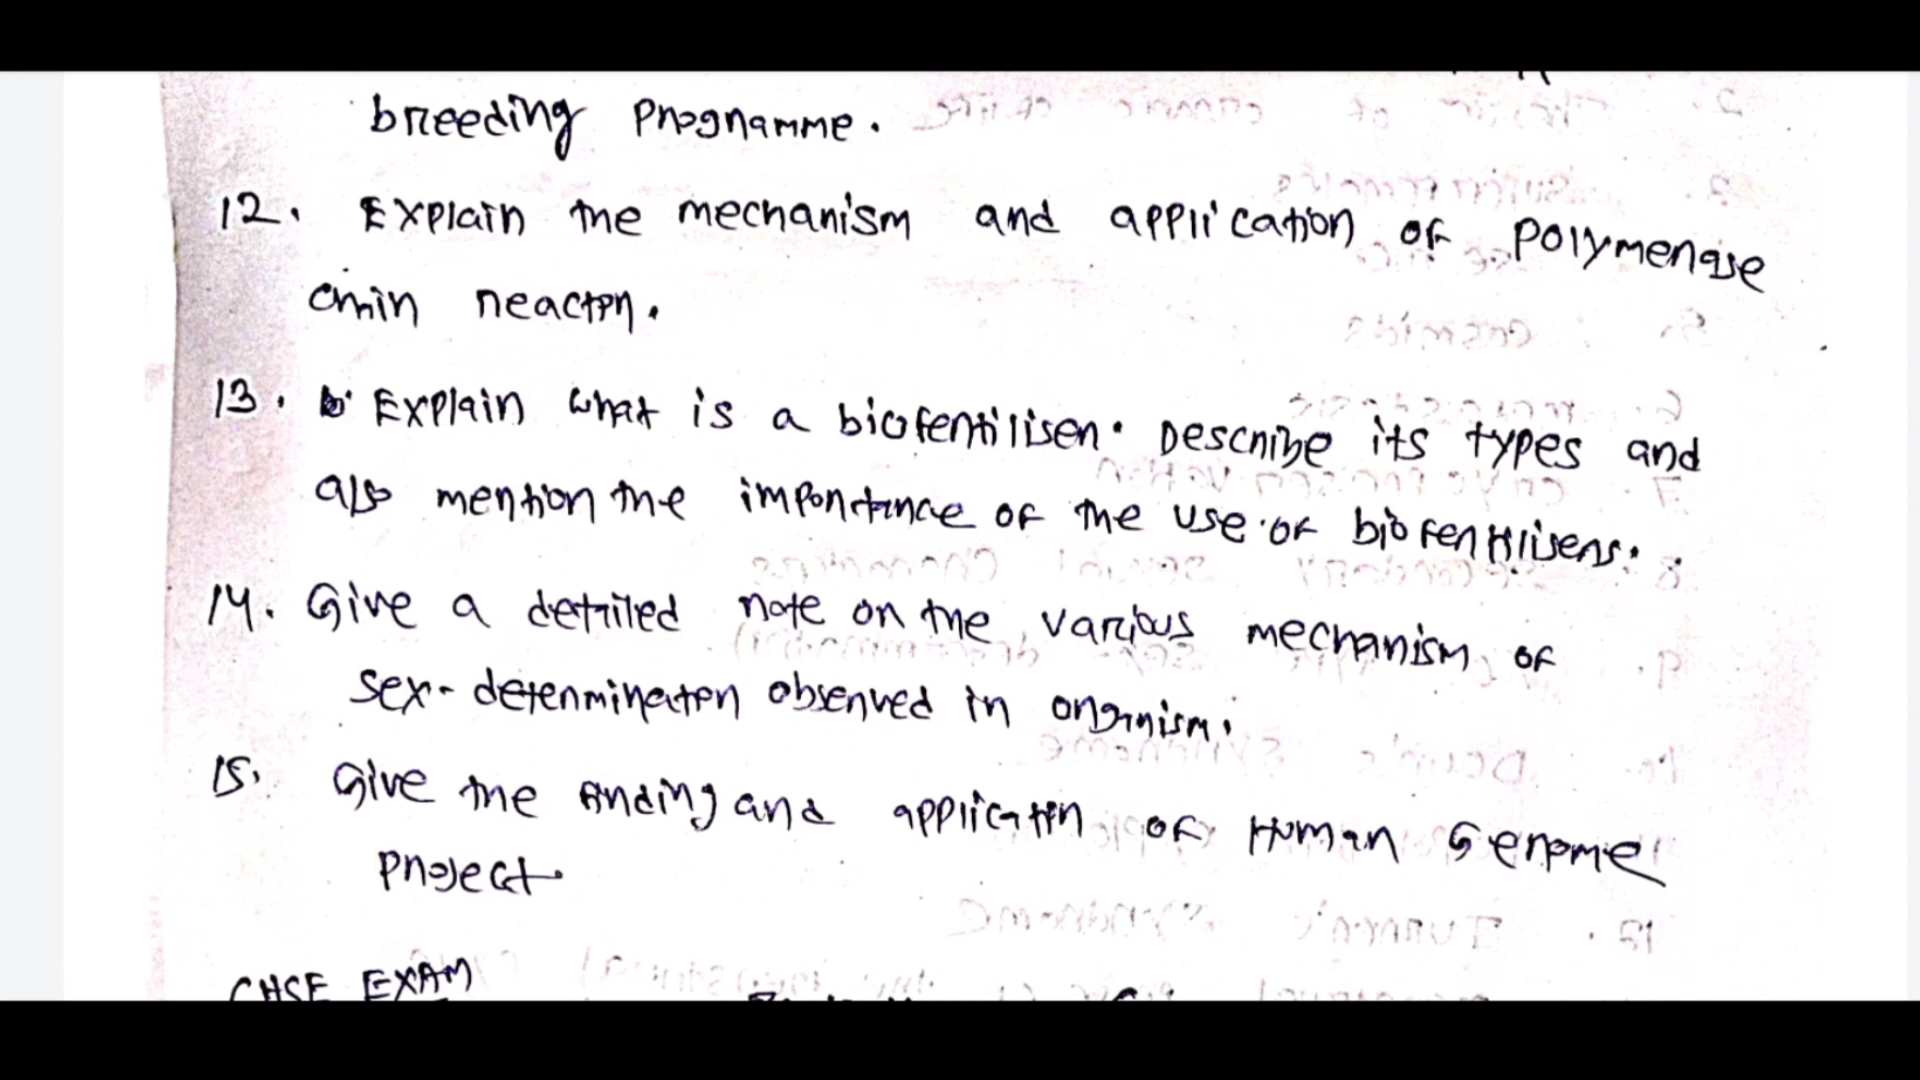 breeding programme.
12. Explain the mechanism and application of polymerase
chain reaction.
13. Explain what is a biofertiliser. Describe its types and
also mention the importance of the use of biofertilisers.
14. Give a detailed note on the various mechanism of
sex-determination observed in organism.
15. Give the finding and application of Human Genome
project.
CHSE EXAM